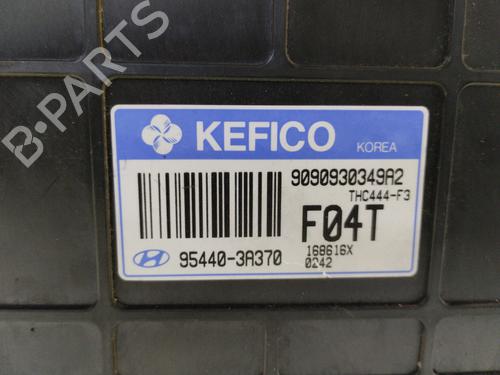 B-PARTS
KEFICO KOREA
9090930349A2
THC444-F3
F04T
168616X
95440-3A370 0242